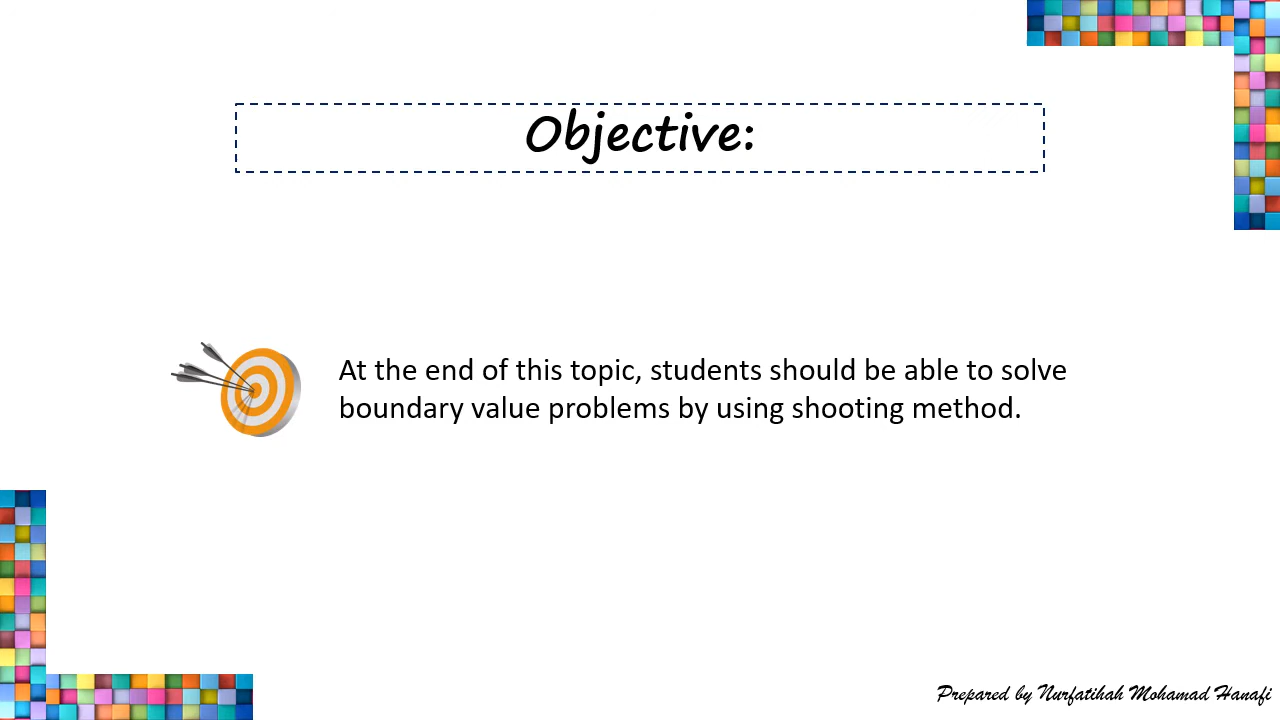 Objective:
At the end of this topic, students should be able to solve
boundary value problems by using shooting method.
Prepared by Nurfatihah Mohamad Hanafi